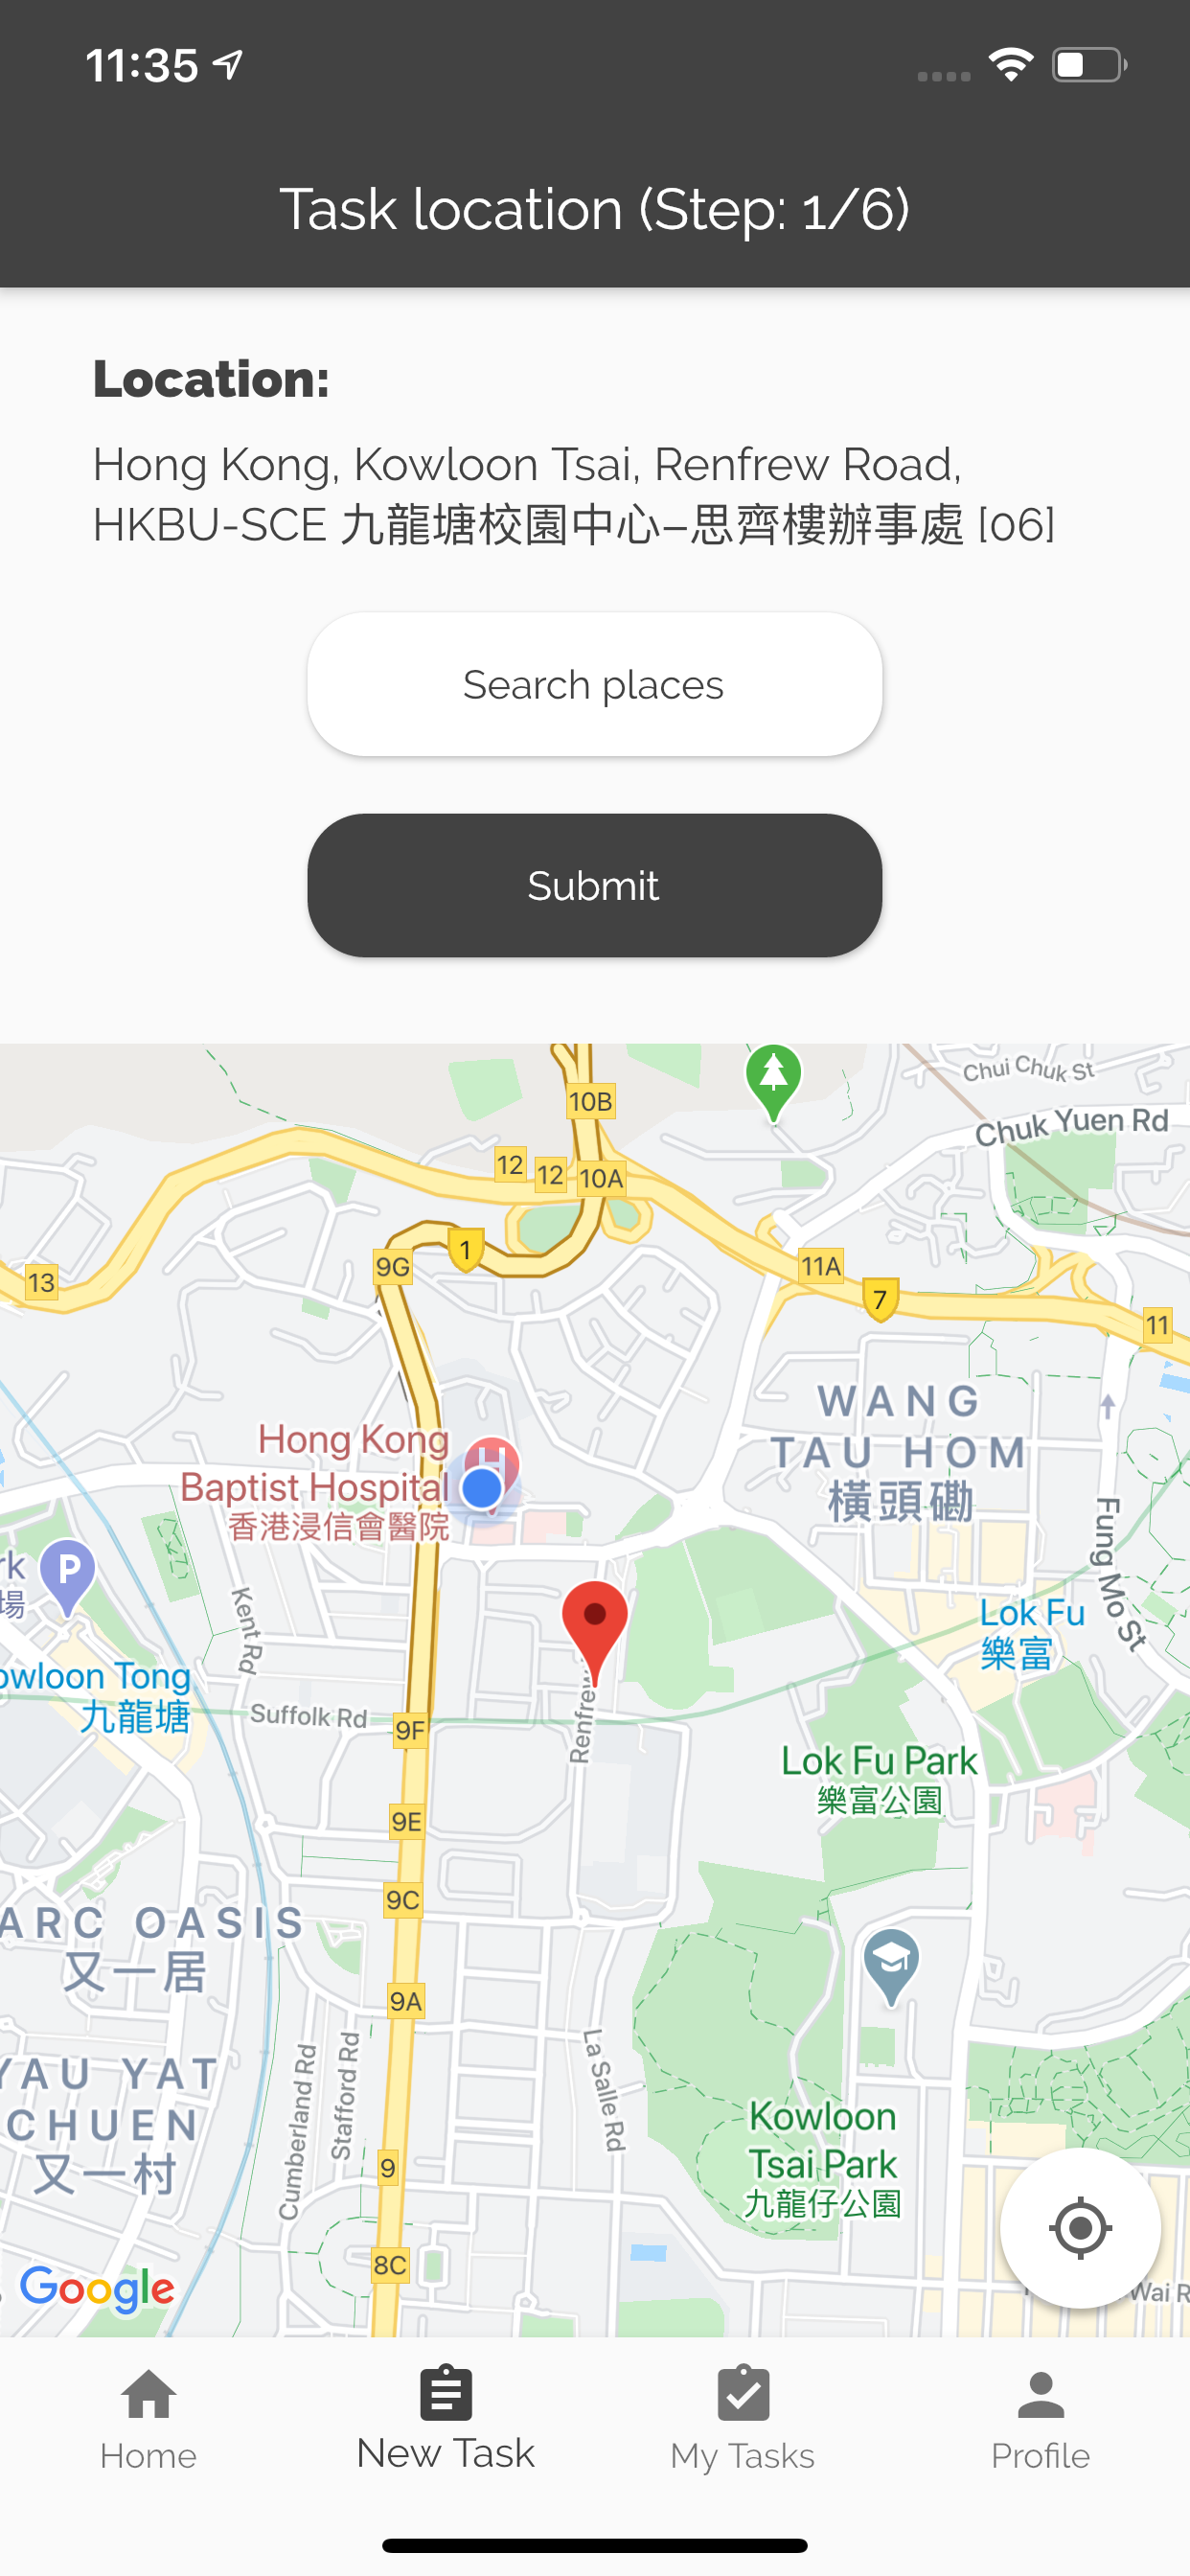 11:35
Task location (Step: 1/6)
Location:
Hong Kong, Kowloon Tsai, Renfrew Road,
HKBU-SCE 九龍塘校園中心–思齊樓辦事處 [06]
Search places
Submit
Chui Chuk St
10B
Chuk Yuen Rd
12
12
10A
1
9G
11A
13
7
11
WANG
TAU HOM
橫頭磡
Hong Kong
Baptist Hospital
香港浸信會醫院
H
Fung Mo St
rk
場
P
Kent Rd
Lok Fu
樂富
owloon Tong
九龍塘
Suffolk Rd
9F
Renfrew
Lok Fu Park
樂富公園
9E
9C
ARC OASIS
又一居
9A
YAU YAT
CHUEN
又一村
Cumberland Rd
Stafford Rd
La Salle Rd
Kowloon
Tsai Park
九龍仔公園
9
8C
Google
Wai R
Home
New Task
My Tasks
Profile